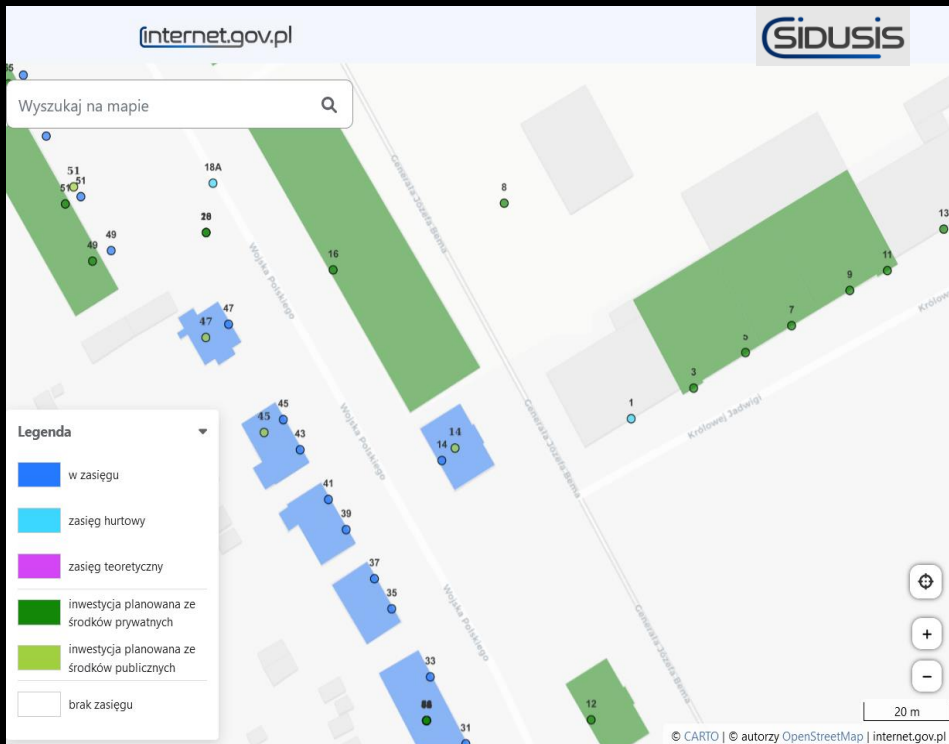 internet.gov.pl
SIDUSIS
Wyszukaj na mapie
18A
8
51
51
51
28
13
49
49
16
11
9
47
47
7
5
3
1
45
45
43
14
14
41
39
37
35
33
31
12
Wojska Polskiego
Wojska Polskiego
Wojska Polskiego
Generała Józefa Bema
Generała Józefa Bema
Generała Józefa Bema
Królowej Jadwigi
Królow
Legenda
w zasięgu
zasięg hurtowy
zasięg teoretyczny
inwestycja planowana ze
środków prywatnych
inwestycja planowana ze
środków publicznych
brak zasięgu
+
−
20 m
© CARTO | © autorzy OpenStreetMap | internet.gov.pl